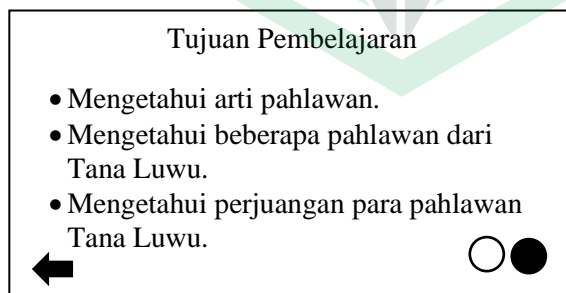 Tujuan Pembelajaran
• Mengetahui arti pahlawan.
• Mengetahui beberapa pahlawan dari
Tana Luwu.
• Mengetahui perjuangan para pahlawan
Tana Luwu.